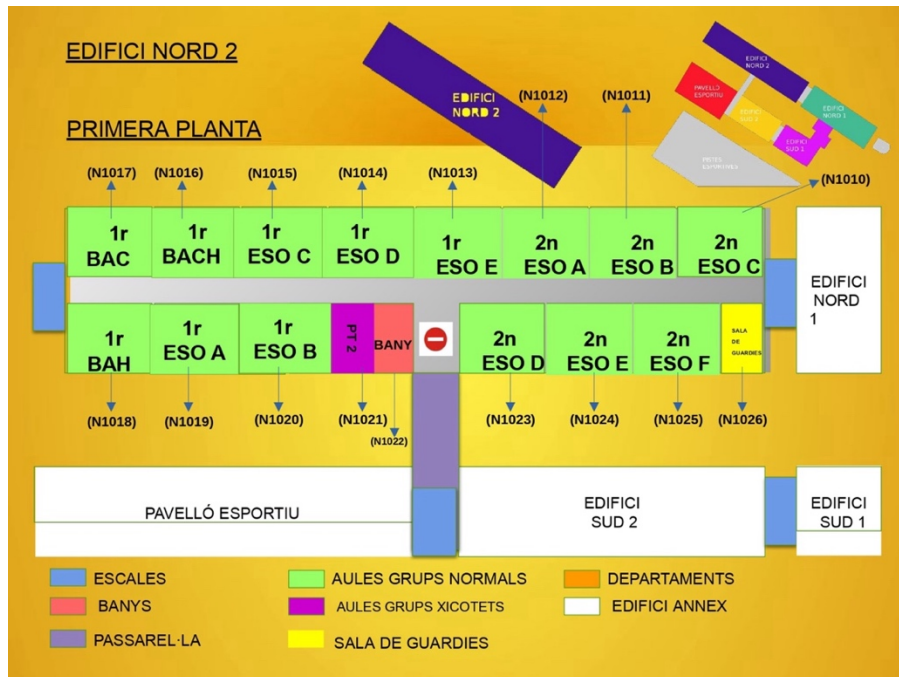 EDIFICI NORD 2
PRIMERA PLANTA
EDIFICI
NORD 2
EDIFICI
NORD 2
PAVELLÓ
ESPORTIU
EDIFICI
NORD 1
EDIFICI
SUD 2
EDIFICI
SUD 1
PISTES
ESPORTIVES
(N1017)
(N1016)
(N1015)
(N1014)
(N1013)
(N1012)
(N1011)
(N1010)
1r
BAC
1r
BACH
1r
ESO C
1r
ESO D
1r
ESO E
2n
ESO A
2n
ESO B
2n
ESO C
EDIFICI
NORD
1
1r
BAH
1r
ESO A
1r
ESO B
PT 2
BANY
2n
ESO D
2n
ESO E
2n
ESO F
SALA
DE
GUARDIES
(N1018)
(N1019)
(N1020)
(N1021)
(N1022)
(N1023)
(N1024)
(N1025)
(N1026)
PAVELLÓ ESPORTIU
EDIFICI
SUD 2
EDIFICI
SUD 1
ESCALES
BANYS
PASSAREL·LA
AULES GRUPS NORMALS
AULES GRUPS XICOTETS
SALA DE GUARDIES
DEPARTAMENTS
EDIFICI ANNEX